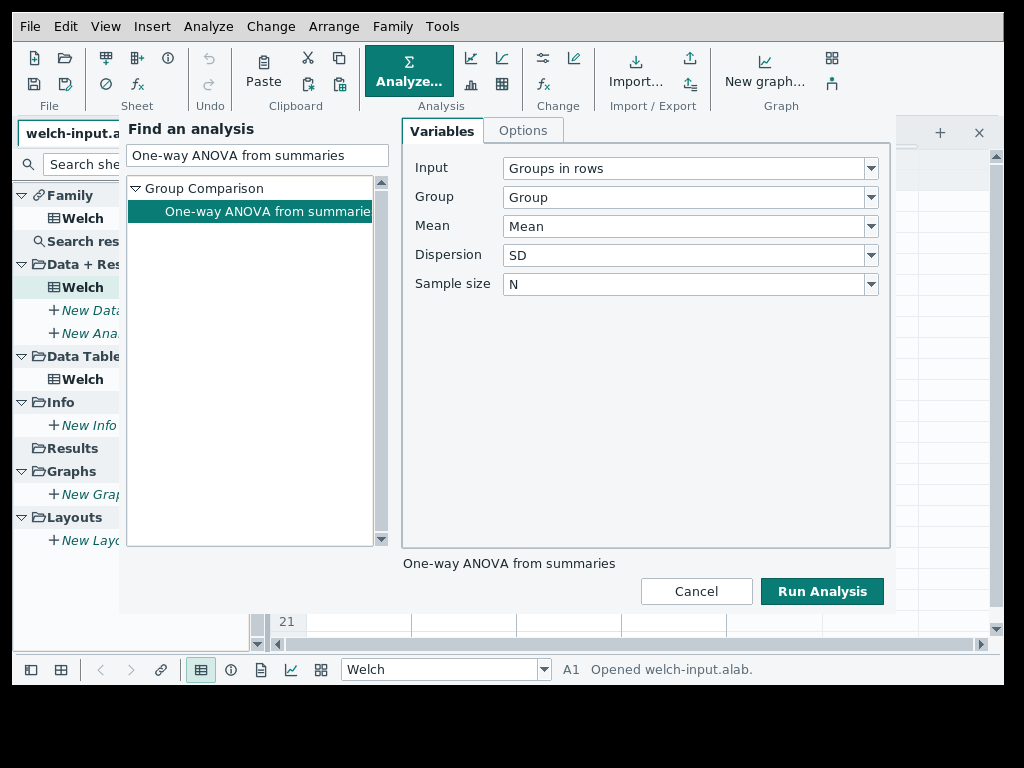 File Edit View Insert Analyze Change Arrange Family Tools
Paste Analyze... Import... New graph...
File Sheet Undo Clipboard Analysis Change Import / Export Graph
welch-input.a
Search she
Family
Welch
Search res
Data + Res
Welch
New Data
New Ana
Data Table
Welch
Info
New Info
Results
Graphs
New Grap
Layouts
New Layo
Find an analysis
One-way ANOVA from summaries
Group Comparison
One-way ANOVA from summarie
Variables Options
Input Groups in rows
Group Group
Mean Mean
Dispersion SD
Sample size N
One-way ANOVA from summaries
Cancel Run Analysis
21
Welch A1 Opened welch-input.alab.